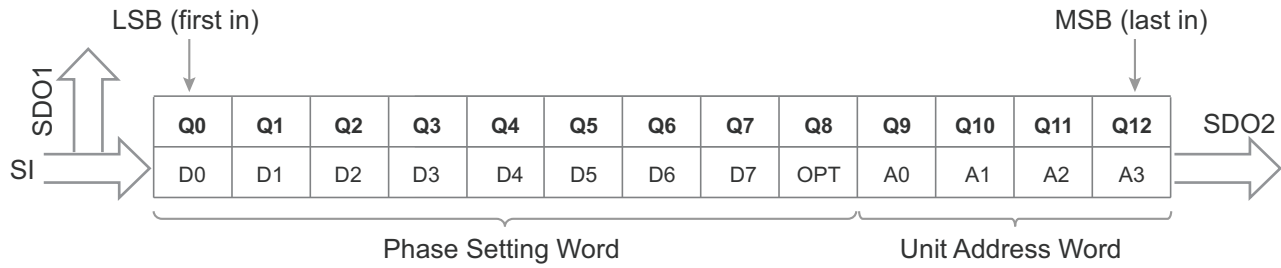 LSB (first in) MSB (last in)
SDO1
Q0 Q1 Q2 Q3 Q4 Q5 Q6 Q7 Q8 Q9 Q10 Q11 Q12 SDO2
SI D0 D1 D2 D3 D4 D5 D6 D7 OPT A0 A1 A2 A3
Phase Setting Word Unit Address Word